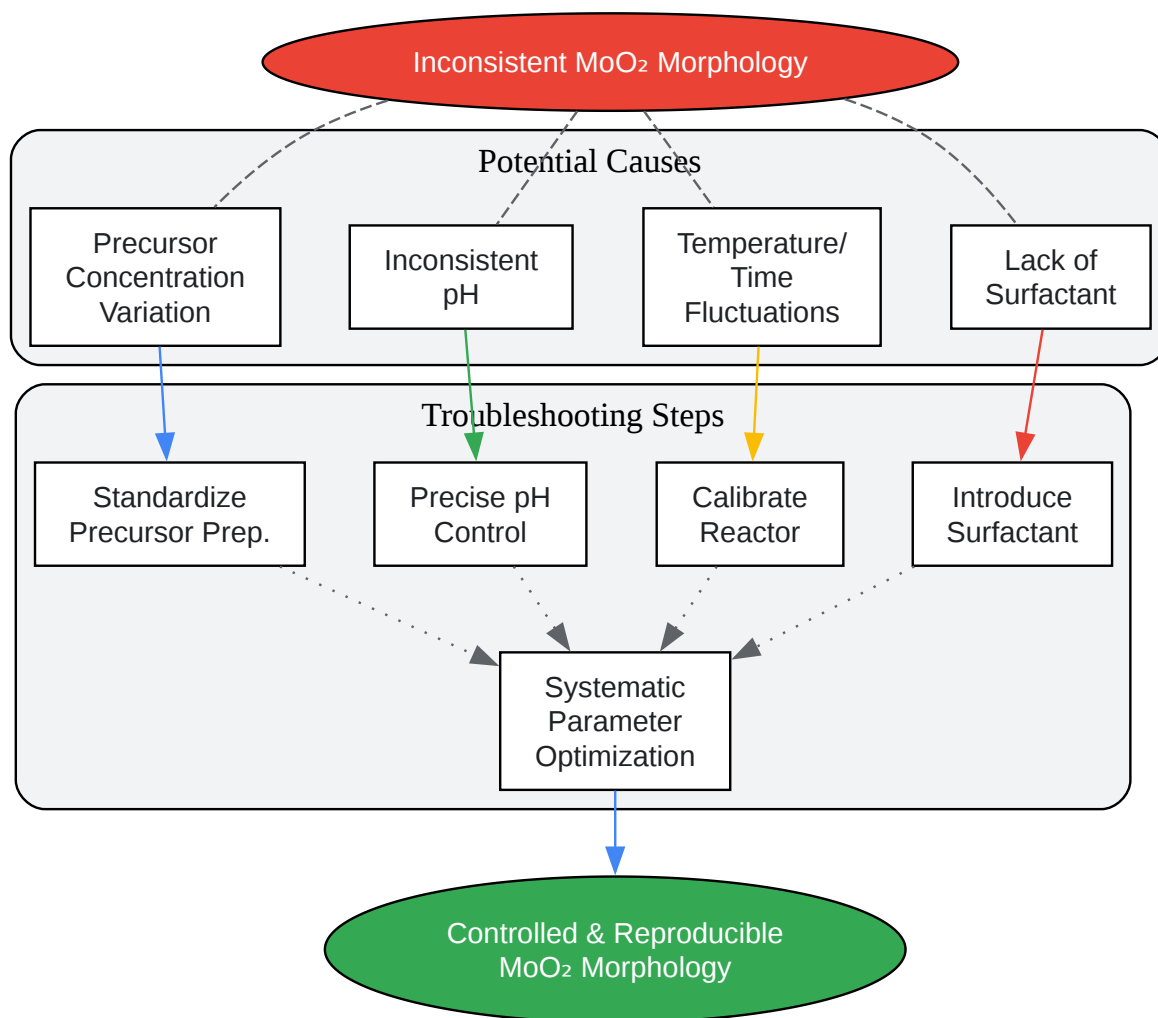 Inconsistent MoO₂ Morphology
Potential Causes
Precursor
Concentration
Variation
Inconsistent
pH
Temperature/
Time
Fluctuations
Lack of
Surfactant
Troubleshooting Steps
Standardize
Precursor Prep.
Precise pH
Control
Calibrate
Reactor
Introduce
Surfactant
Systematic
Parameter
Optimization
Controlled & Reproducible
MoO₂ Morphology